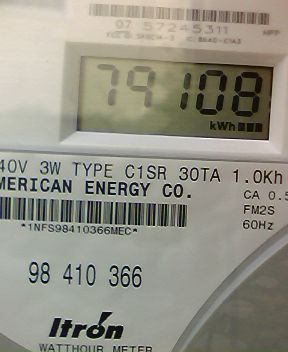 07 57245311
79108
kWh
40V 3W TYPE C1SR 30TA 1.0Kh
MERICAN ENERGY CO.
CA 0.5
FM2S
*1NFS98410366MEC*
60Hz
98 410 366
Itron
WATTHOUR METER